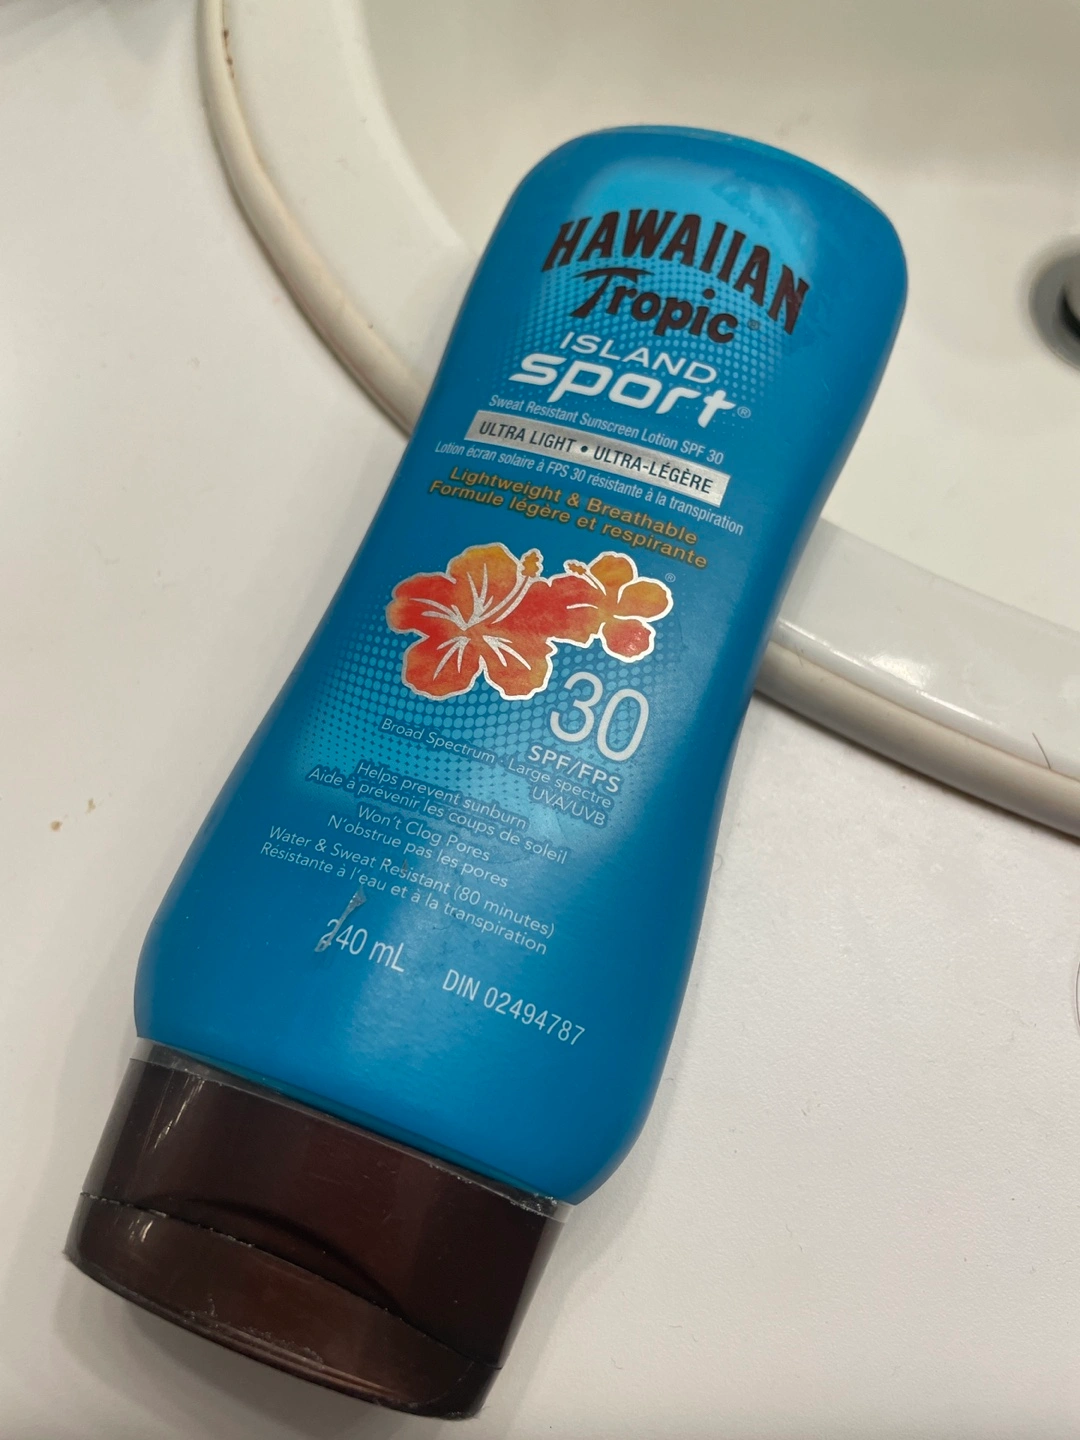 HAWAIIAN
Tropic®
ISLAND
sport®
Sweat Resistant Sunscreen Lotion SPF 30
ULTRA LIGHT • ULTRA-LÉGÈRE
Lotion écran solaire à FPS 30 résistante à la transpiration
Lightweight & Breathable
Formule légère et respirante
®
30
SPF/FPS
Broad Spectrum · Large spectre
UVA/UVB
Helps prevent sunburn
Aide à prévenir les coups de soleil
Won't Clog Pores
N'obstrue pas les pores
Water & Sweat Resistant (80 minutes)
Résistante à l'eau et à la transpiration
240 mL
DIN 02494787